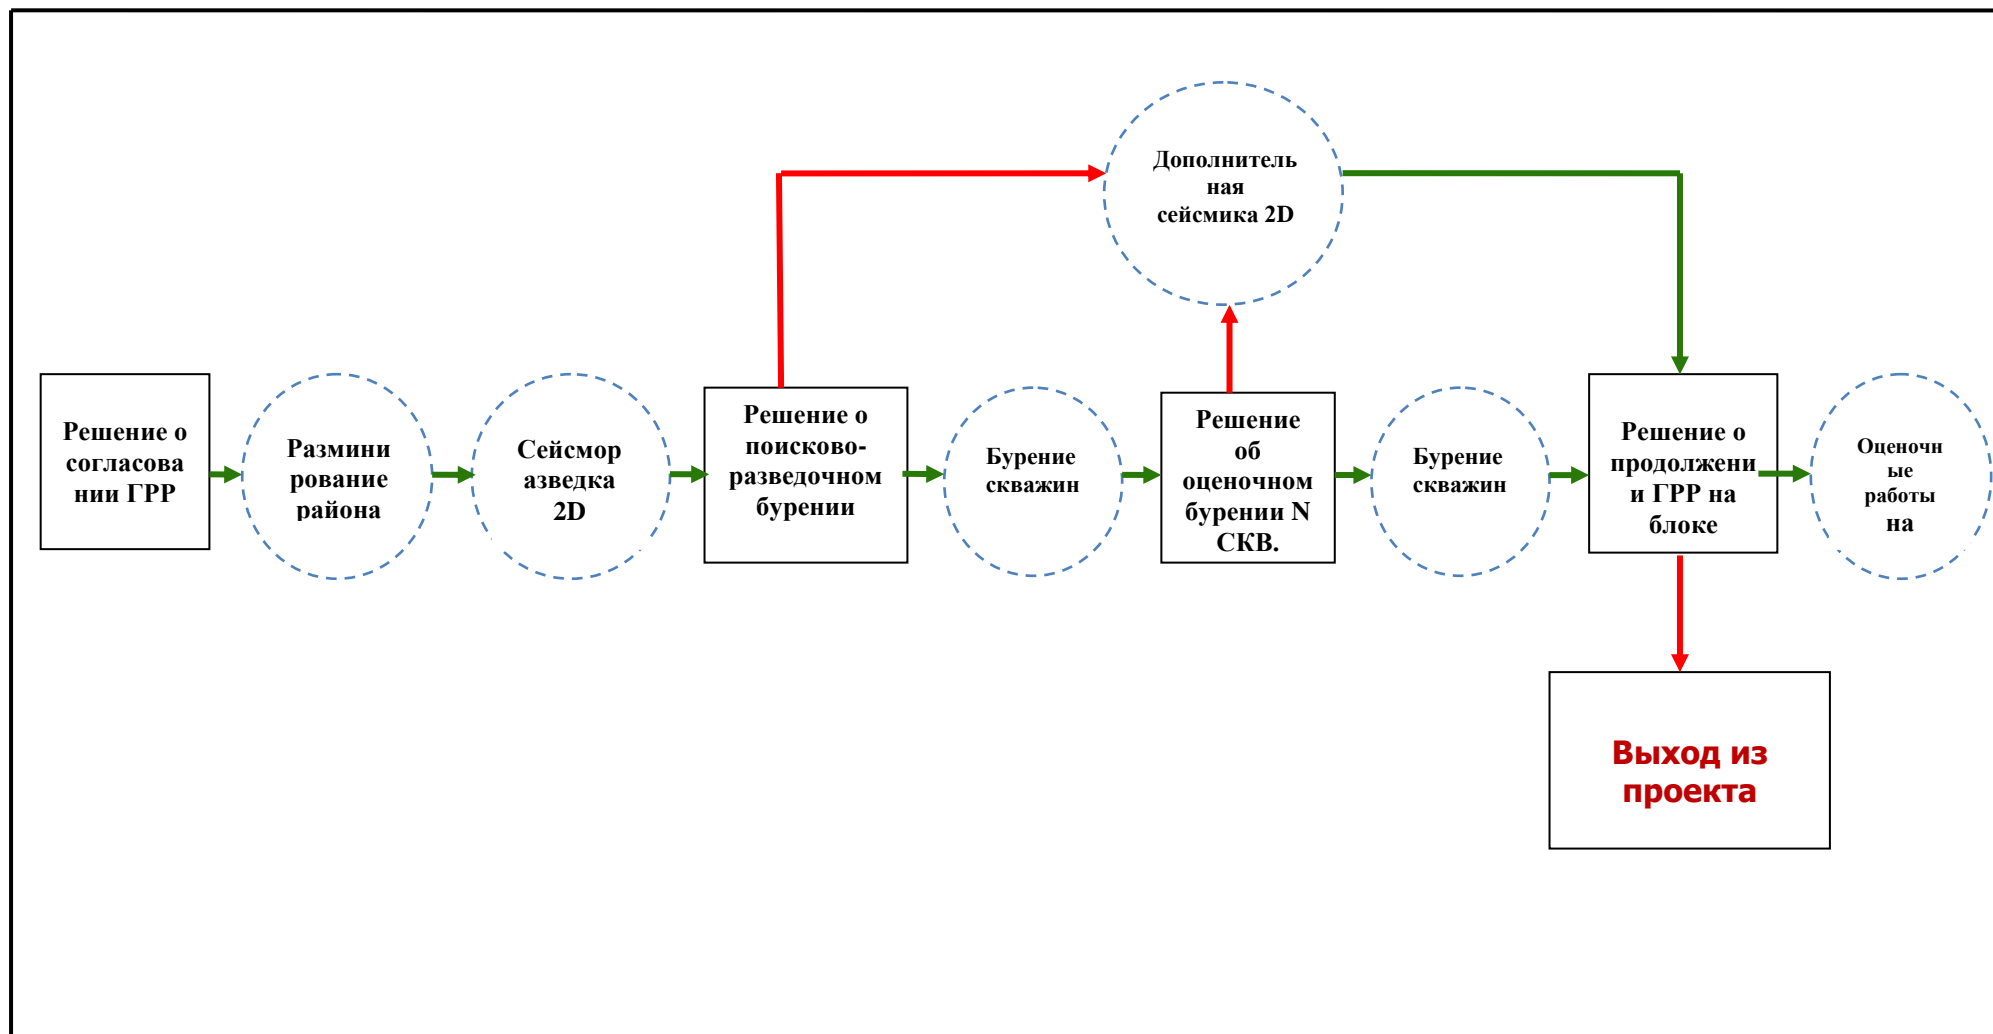 Дополнитель
ная
сейсмика 2D
Решение о
согласова
нии ГРР
Размини
рование
района
Сейсмор
азведка
2D
Решение о
поисково-
разведочном
бурении
Бурение
скважин
Решение
об
оценочном
бурении N
СКВ.
Бурение
скважин
Решение о
продолжени
и ГРР на
блоке
Оценочн
ые
работы
на
Выход из
проекта